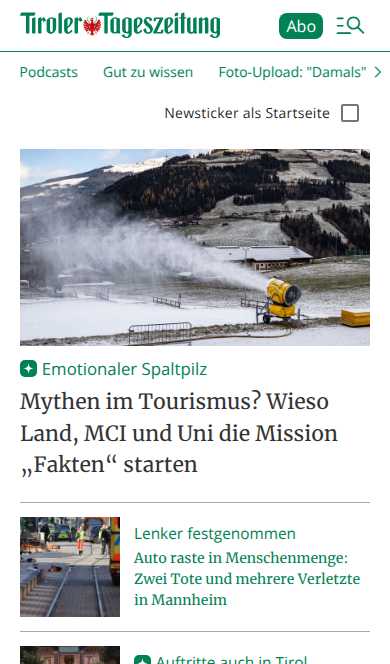 Tiroler Tageszeitung
Abo
Podcasts Gut zu wissen Foto-Upload: "Damals"
Newsticker als Startseite
Emotionaler Spaltpilz
Mythen im Tourismus? Wieso
Land, MCI und Uni die Mission
„Fakten“ starten
Lenker festgenommen
Auto raste in Menschenmenge:
Zwei Tote und mehrere Verletzte
in Mannheim
Auftritte auch in Tirol